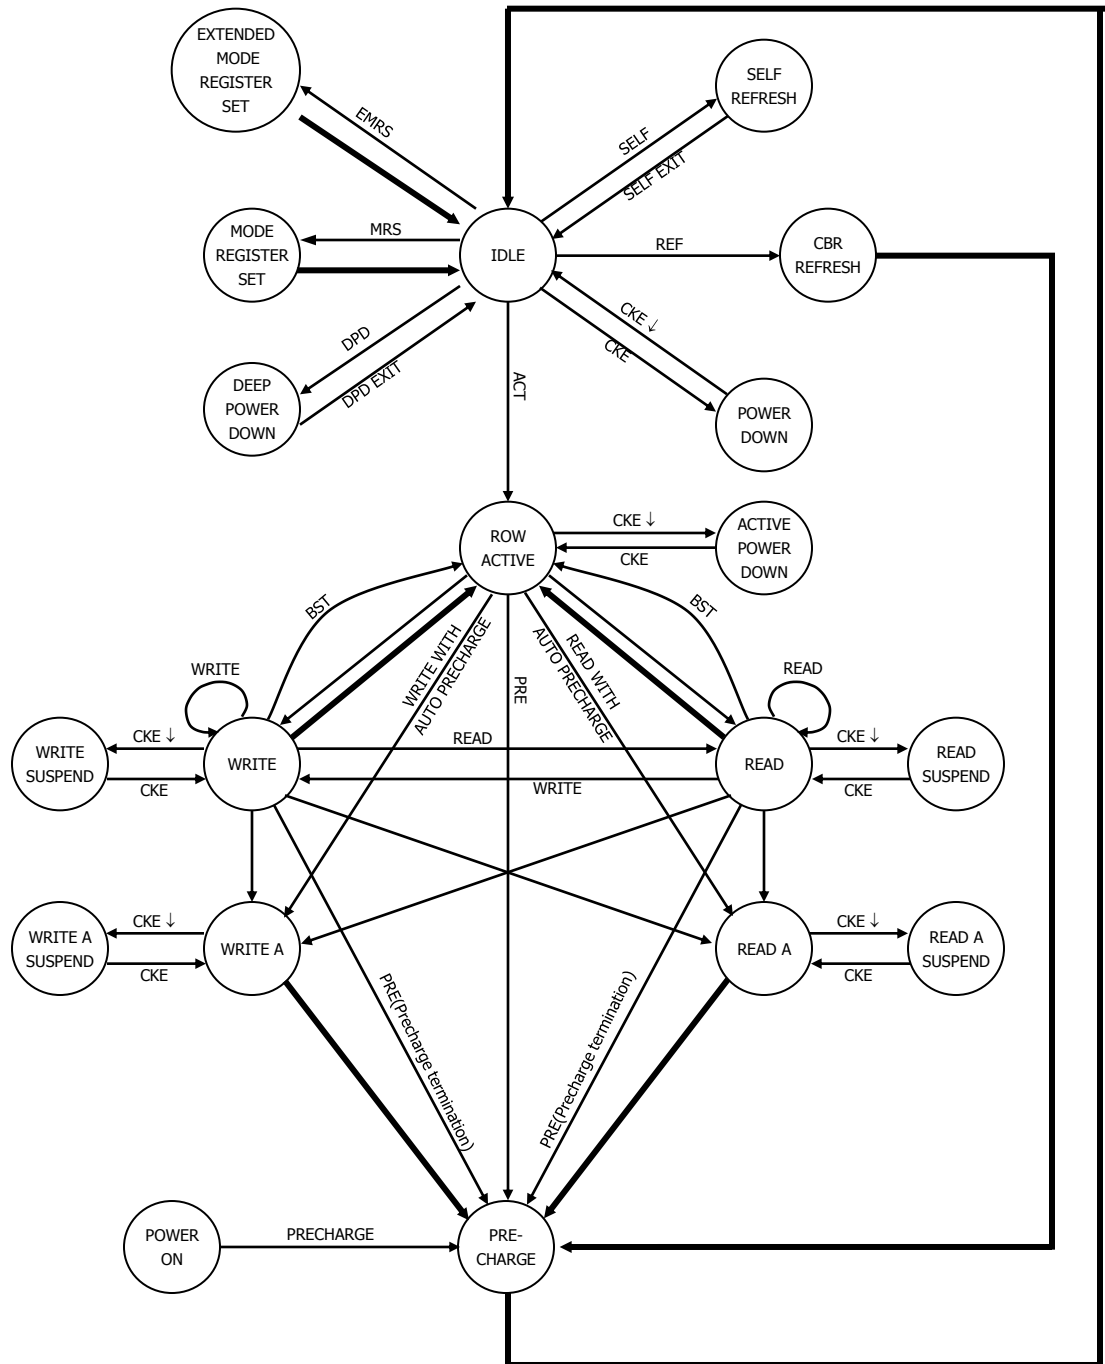 EXTENDED
MODE
REGISTER
SET
SELF
REFRESH
EMRS
SELF
SELF EXIT
MODE
REGISTER
SET
MRS
IDLE
REF
CBR
REFRESH
DPD
DPD EXIT
CKE ↓
CKE
ACT
DEEP
POWER
DOWN
POWER
DOWN
ROW
ACTIVE
CKE ↓
CKE
ACTIVE
POWER
DOWN
BST
BST
WRITE WITH
AUTO PRECHARGE
PRE
READ WITH
AUTO PRECHARGE
WRITE
READ
WRITE
SUSPEND
CKE ↓
CKE
WRITE
READ
WRITE
READ
CKE ↓
CKE
READ
SUSPEND
WRITE A
SUSPEND
CKE ↓
CKE
WRITE A
READ A
CKE ↓
CKE
READ A
SUSPEND
PRE(Precharge termination)
PRE(Precharge termination)
POWER
ON
PRECHARGE
PRE-
CHARGE